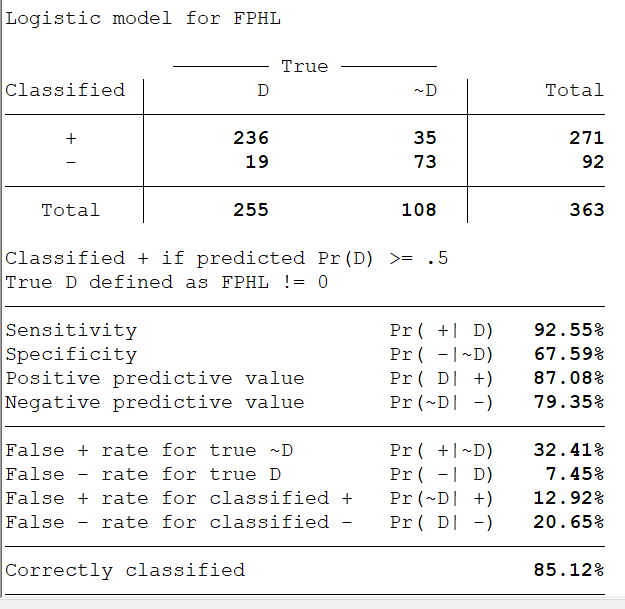 Logistic model for FPHL
True
Classified D ~D Total
+ 236 35 271
- 19 73 92
Total 255 108 363
Classified + if predicted Pr(D) >= .5
True D defined as FPHL != 0
Sensitivity Pr( +| D) 92.55%
Specificity Pr( -|~D) 67.59%
Positive predictive value Pr( D| +) 87.08%
Negative predictive value Pr(~D| -) 79.35%
False + rate for true ~D Pr( +|~D) 32.41%
False - rate for true D Pr( -| D) 7.45%
False + rate for classified + Pr(~D| +) 12.92%
False - rate for classified - Pr( D| -) 20.65%
Correctly classified 85.12%